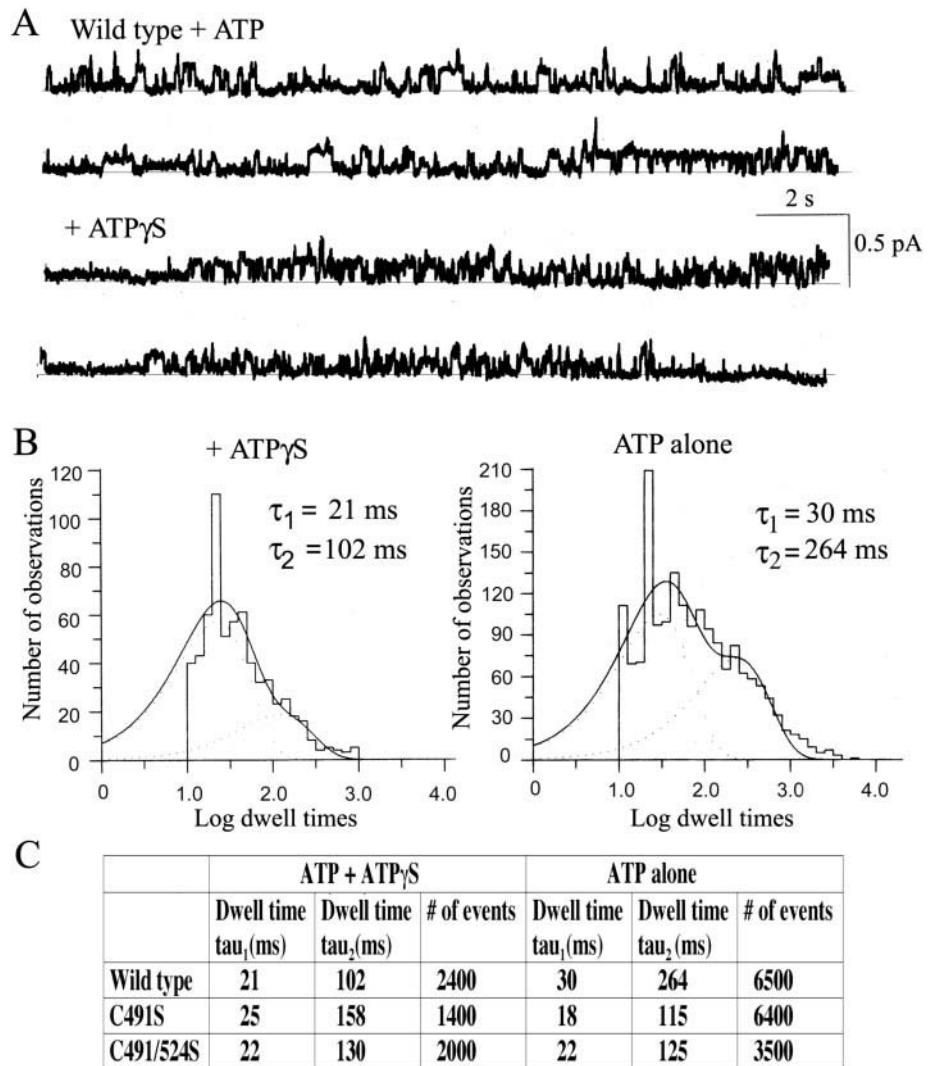 A
Wild type + ATP
2 s
+ ATPγS
0.5 pA
B
+ ATPγS
ATP alone
120
100
80
60
40
20
0
Number of observations
τ1 = 21 ms
τ2 =102 ms
0 1.0 2.0 3.0 4.0
Log dwell times
210
180
150
120
90
60
30
0
Number of observations
τ1 = 30 ms
τ2 = 264 ms
0 1.0 2.0 3.0 4.0
Log dwell times
C
ATP + ATPγS ATP alone
Dwell time tau1(ms) Dwell time tau2(ms) # of events Dwell time tau1(ms) Dwell time tau2 (ms) # of events
Wild type 21 102 2400 30 264 6500
C491S 25 158 1400 18 115 6400
C491/524S 22 130 2000 22 125 3500